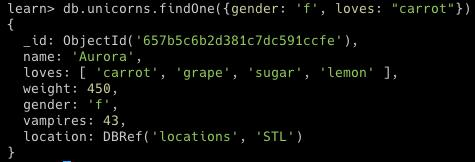 learn> db.unicorns.findOne({gender: 'f', loves: "carrot"})
{
  _id: ObjectId('657b5c6b2d381c7dc591ccfe'),
  name: 'Aurora',
  loves: [ 'carrot', 'grape', 'sugar', 'lemon' ],
  weight: 450,
  gender: 'f',
  vampires: 43,
  location: DBRef('locations', 'STL')
}